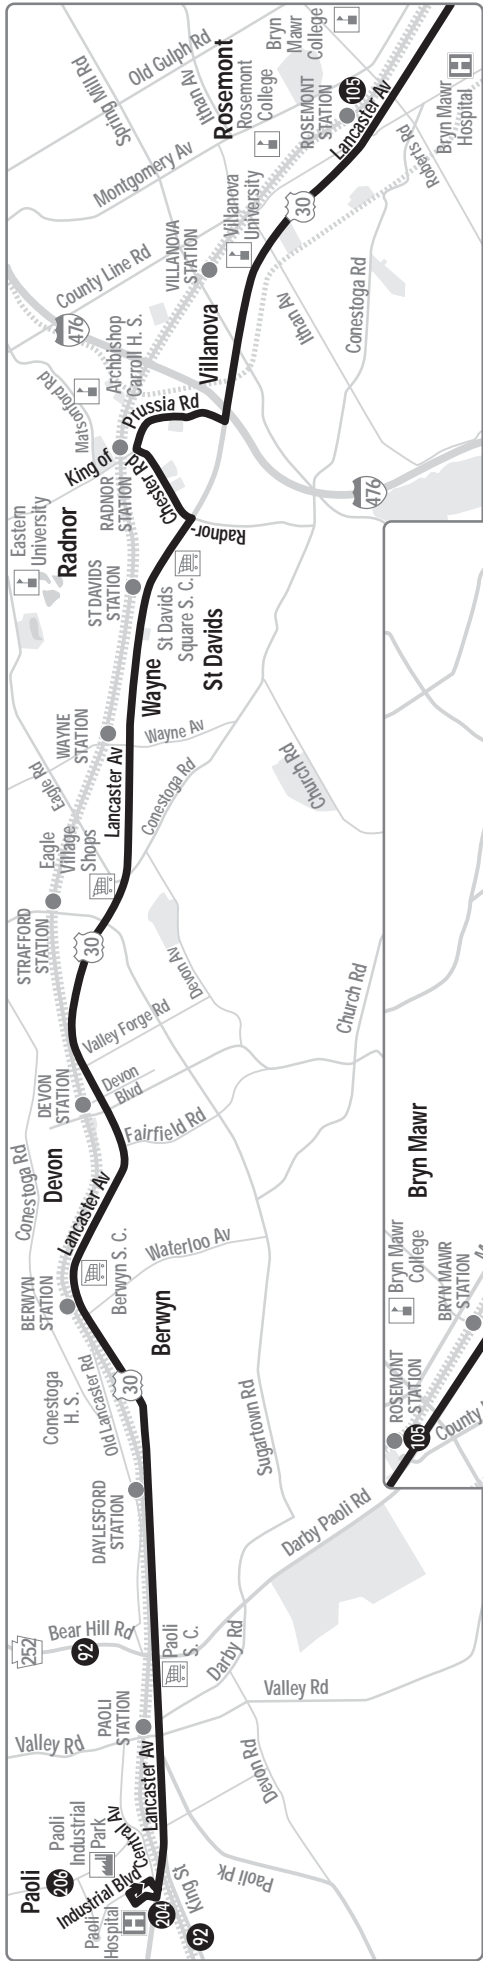 Paoli
206
Paoli
Industrial
Park
Industrial Blvd
Central Av
Paoli
Hospital
H
204
92
King St
Lancaster Av
Paoli Pk
Valley Rd
PAOLI
STATION
252
Bear Hill Rd
92
Paoli
S. C.
Darby Rd
Valley Rd
Devon Rd
DAYLESFORD
STATION
Darby Paoli Rd
Sugartown Rd
Conestoga
H. S.
Old Lancaster Rd
30
BERWYN
STATION
Berwyn S. C.
Berwyn
Waterloo Av
Lancaster Av
Conestoga Rd
Devon
DEVON
STATION
Devon
Blvd
Fairfield Rd
Valley Forge Rd
Devon Av
Church Rd
STRAFFORD
STATION
30
Eagle
Village
Shops
Eagle Rd
Lancaster Av
Conestoga Rd
WAYNE
STATION
Wayne Av
Wayne
Church Rd
ST DAVIDS
STATION
St Davids
Square S. C.
St Davids
Eastern
University
Radnor
RADNOR
STATION
King of
Chester Rd
Radnor-
Prussia Rd
Matsonford Rd
Archbishop
Carroll H. S.
476
476
Villanova
County Line Rd
VILLANOVA
STATION
Villanova
University
Ithan Av
Conestoga Rd
30
Spring Mill Rd
Montgomery Av
Old Gulph Rd
Ithan Av
Rosemont
Rosemont
College
Bryn
Mawr
College
ROSEMONT
STATION
105
Lancaster Av
Roberts Rd
H
Bryn Mawr
Hospital
ROSEMONT
STATION
105
County
Bryn Mawr
College
BRYN MAWR
STATION
Bryn Mawr